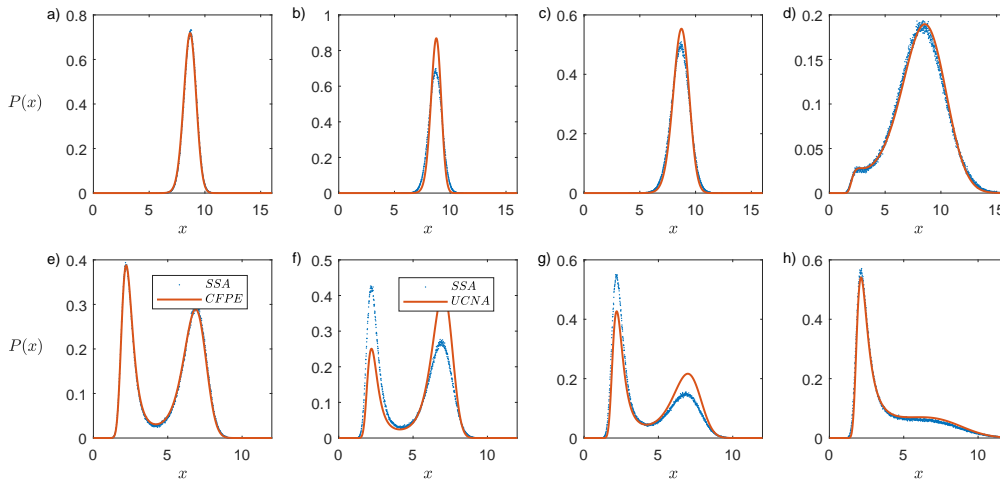 a) b) c) d)
0.8 1 0.6 0.2
0.8
0.6 0.15
0.4
P(x) 0.6
0.4 0.1
0.4
0.2
0.2 0.05
0.2
0 0 0 0
0 5 10 15 0 5 10 15 0 5 10 15 0 5 10 15
x x x x
e) f) g) h)
0.4 0.5 0.6 0.6
SSA SSA
CFPE UCNA
0.4
0.3
0.4 0.4
P(x) 0.3
0.2
0.2
0.2 0.2
0.1
0.1
0 0 0 0
0 5 10 0 5 10 0 5 10 0 5 10
x x x x